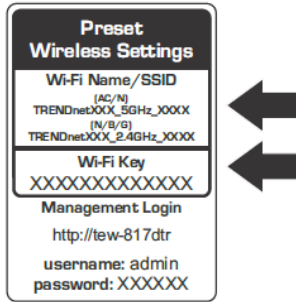 Preset
Wireless Settings
Wi-Fi Name/SSID
(AC/N)
TRENDnetXXX_5GHz_XXXX
(N/B/G)
TRENDnetXXX_2.4GHz_XXXX
Wi-Fi Key
XXXXXXXXXXXXX
Management Login
http://tew-817dtr
username: admin
password: XXXXXX